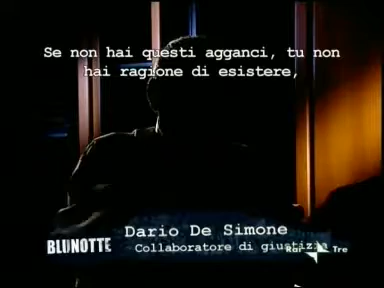 Se non hai questi agganci, tu non
hai ragione di esistere,
Dario De Simone
BLUNOTTE
Collaboratore di giustizia
Rai Tre